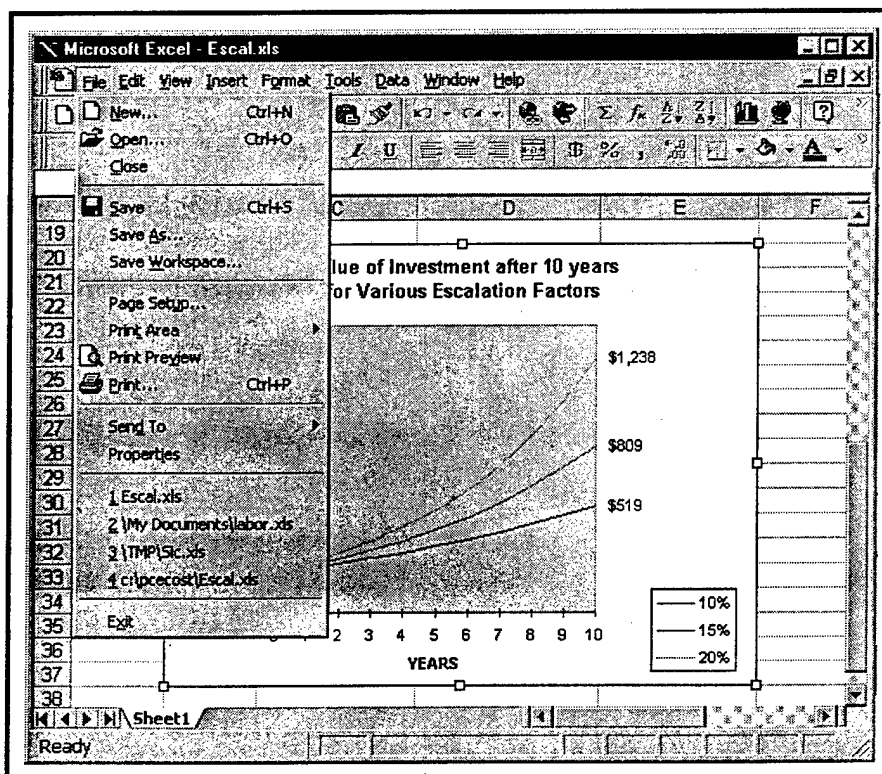 Microsoft Excel - Escal.xls
File Edit View Insert Format Tools Data Window Help
New... Ctrl+N
Open... Ctrl+O
Close
Save Ctrl+S
Save As...
Save Workspace...
Page Setup...
Print Area
Print Preview
Print... Ctrl+P
Send To
Properties
1 Escal.xls
2 \My Documents\labor.xls
3 \TMP\Slc.xls
4 c:\pcecost\Escal.xls
Exit
C D E F
19
20
21
22
23
24
25
26
27
28
29
30
31
32
33
34
35
36
37
38
lue of Investment after 10 years
for Various Escalation Factors
$1,238
$809
$519
2 3 4 5 6 7 8 9 10
YEARS
10%
15%
20%
Sheet1
Ready